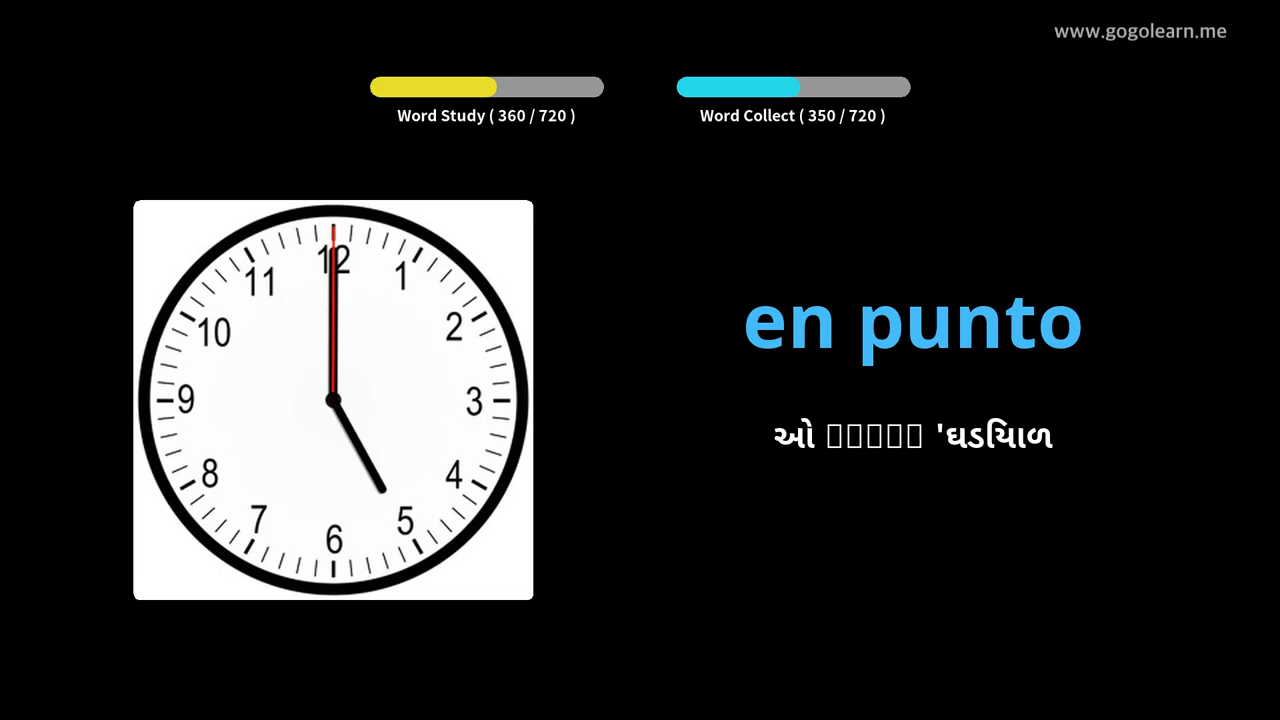 www.gogolearn.me
Word Study ( 360 / 720 )
Word Collect ( 350 / 720 )
12
1
2
3
4
5
6
7
8
9
10
11
en punto
ઓ 'ઘડિયાળ